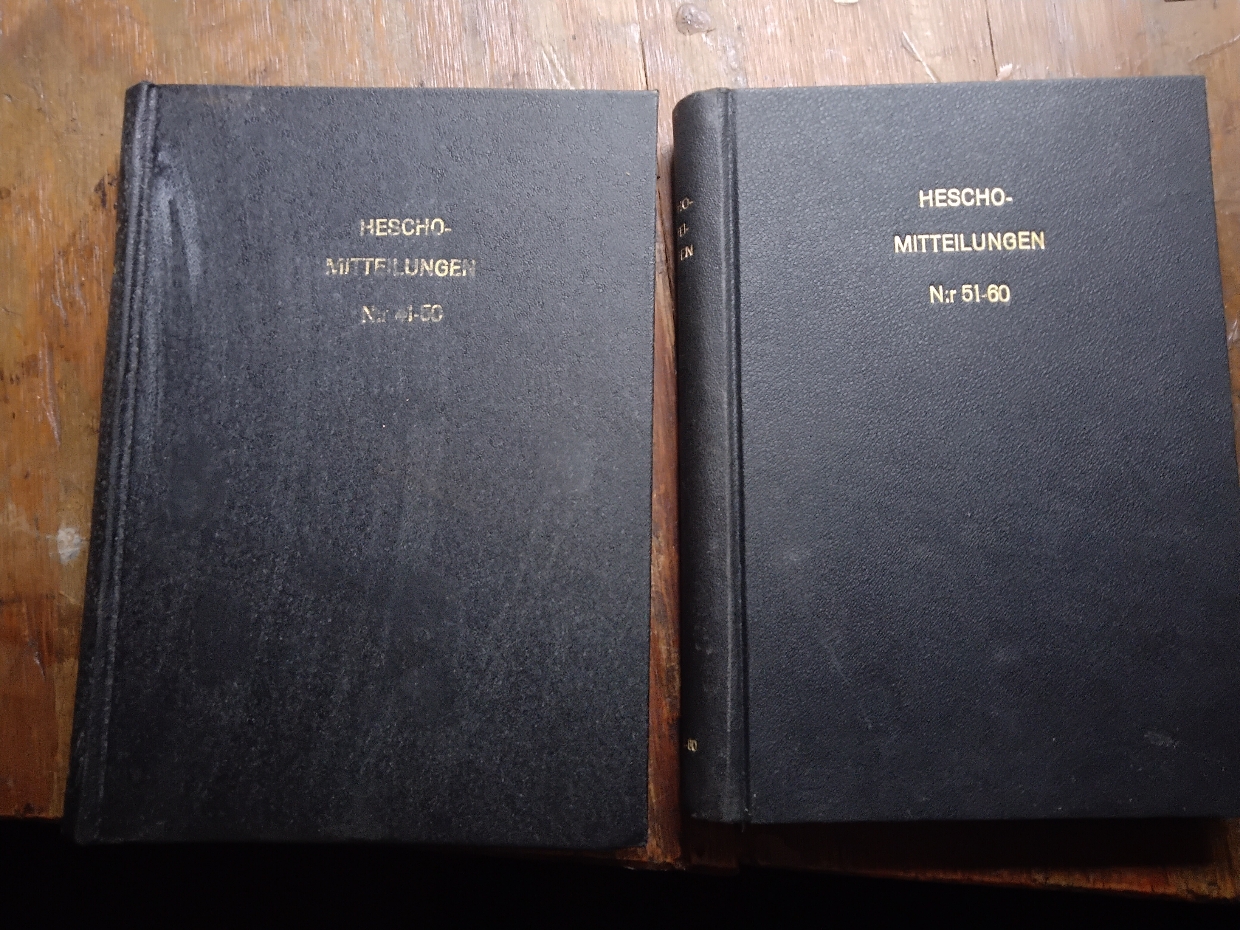 HESCHO-
MITTEILUNGEN
N:r 41-50
HESCHO-
MITTEILUNGEN
N:r 51-60